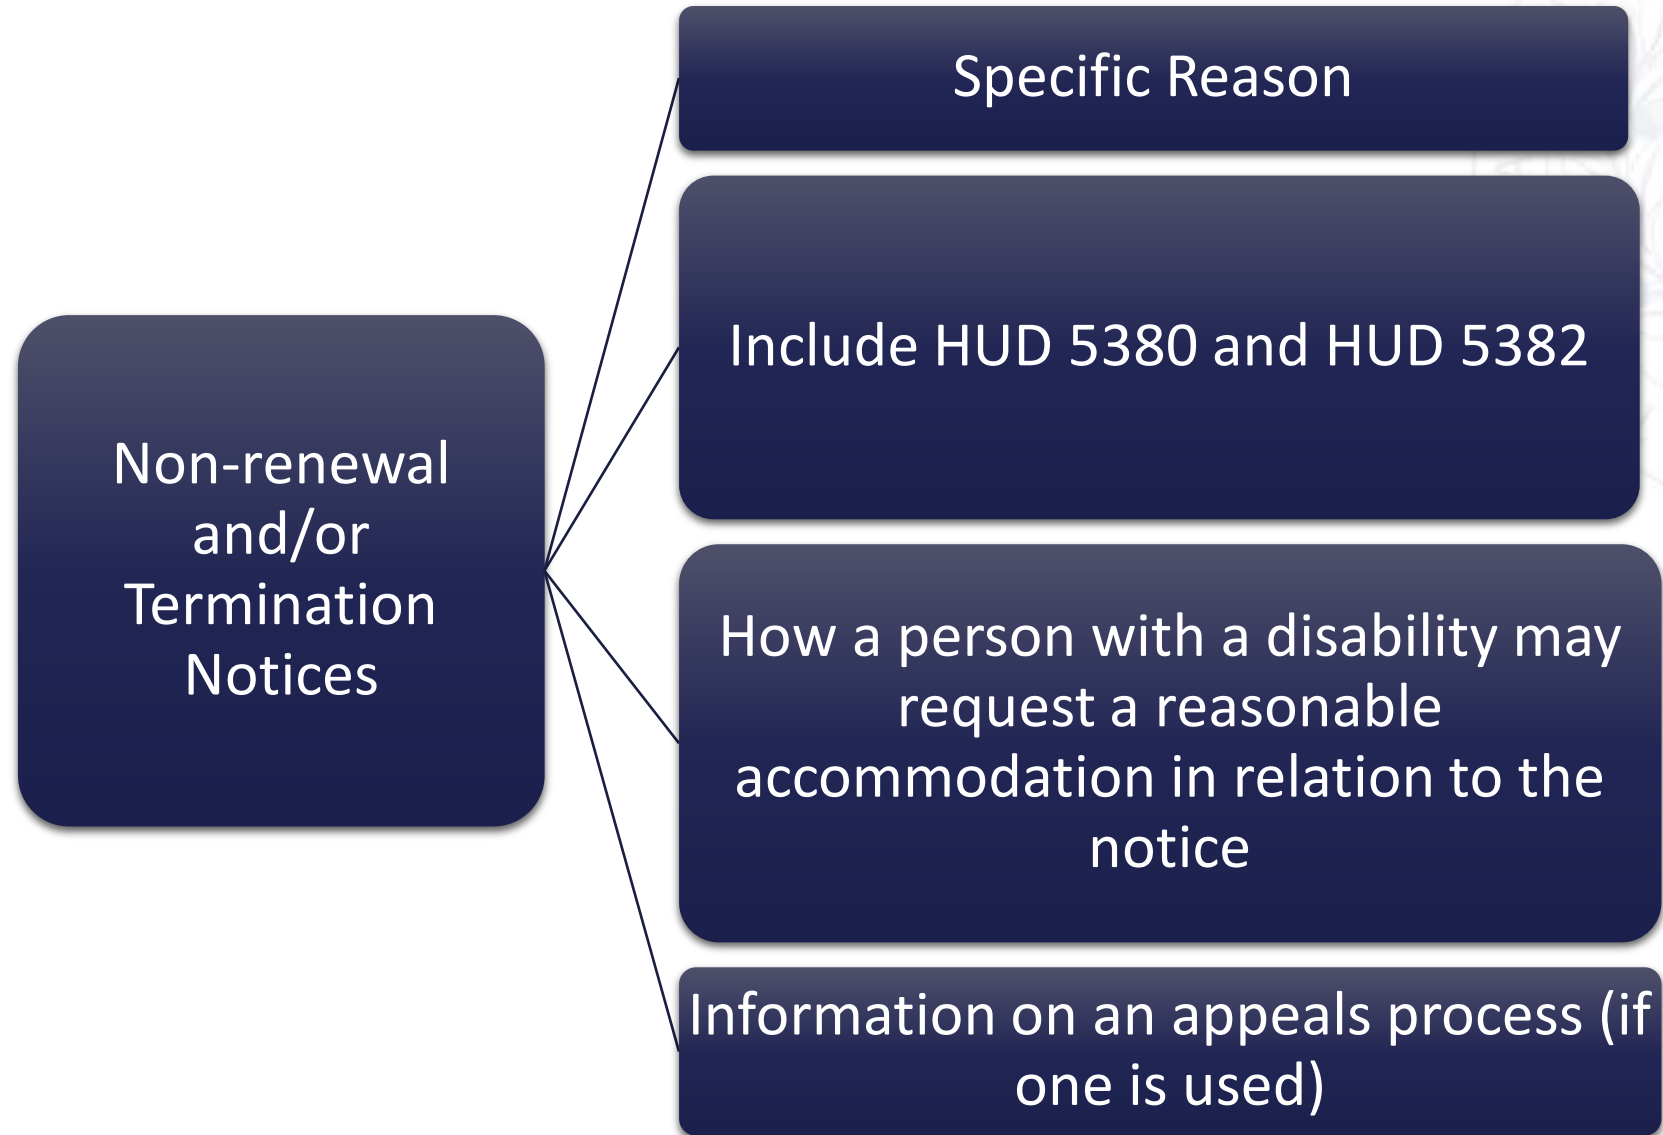 Non-renewal
and/or
Termination
Notices
Specific Reason
Include HUD 5380 and HUD 5382
How a person with a disability may
request a reasonable
accommodation in relation to the
notice
Information on an appeals process (if
one is used)